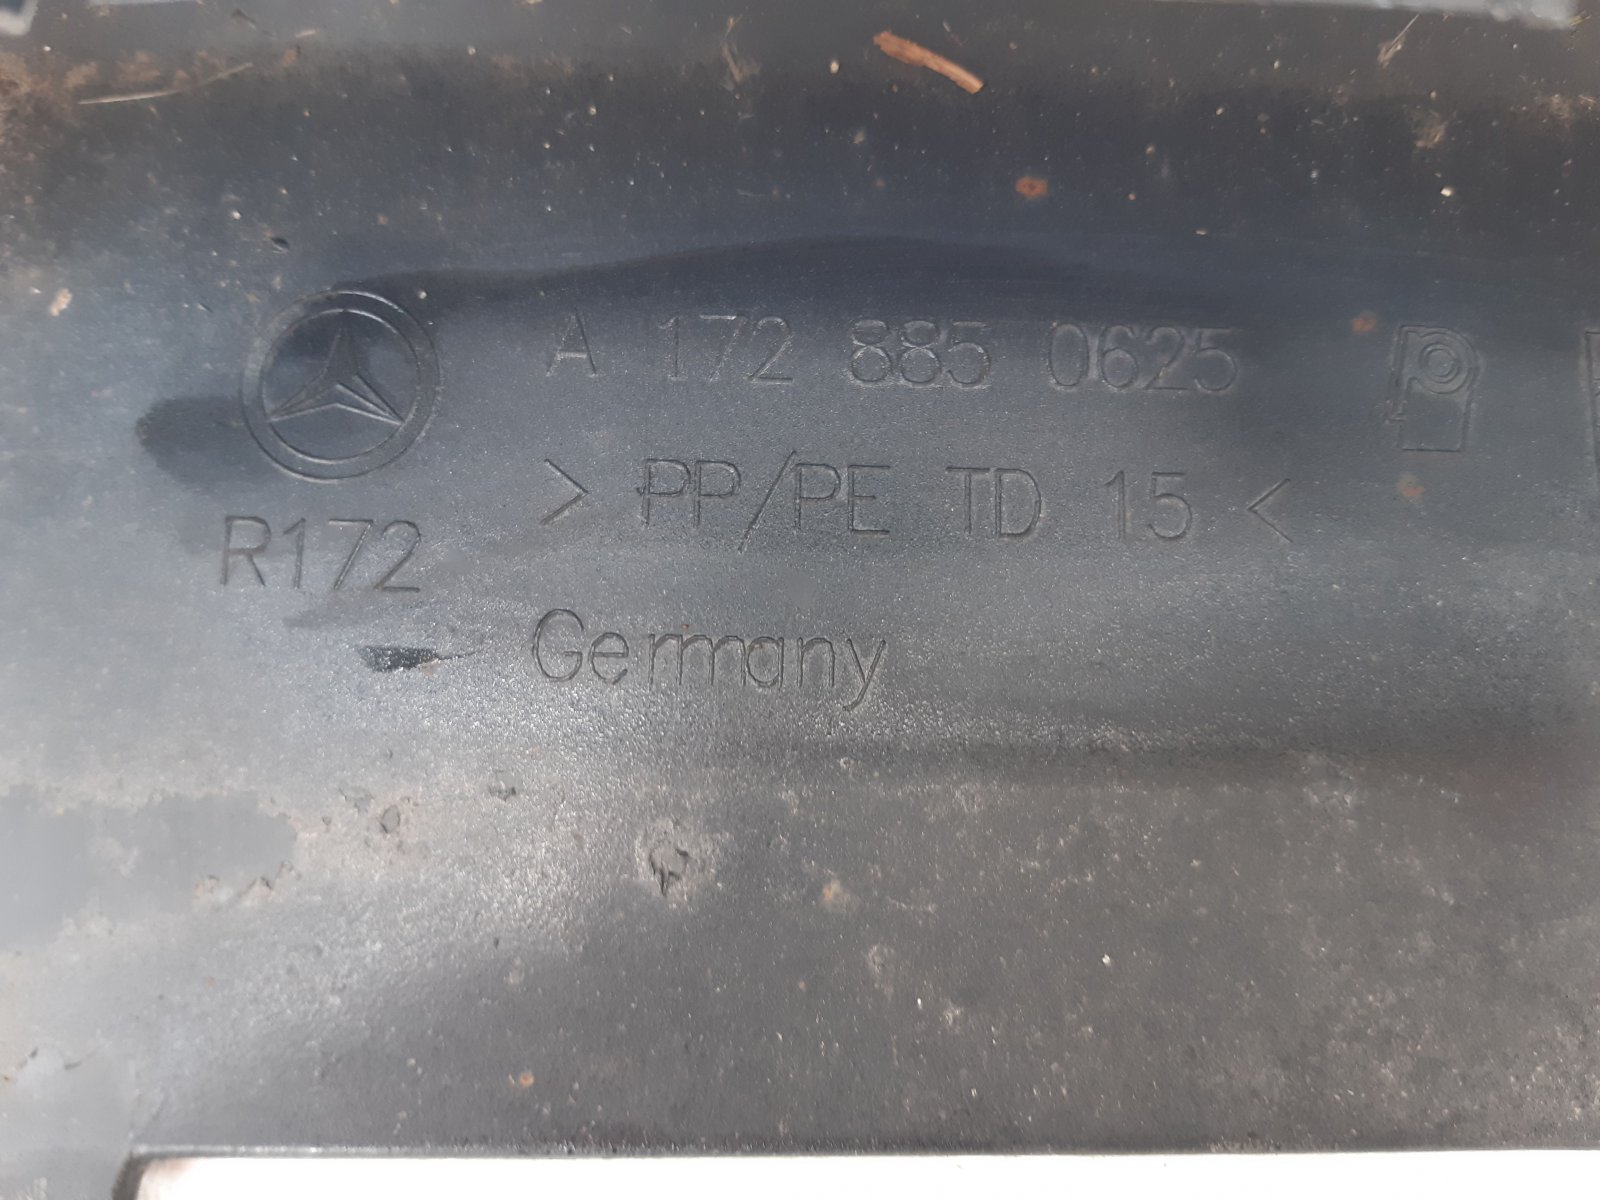 A 172 885 0625
> PP/PE TD 15 <
R172
Germany